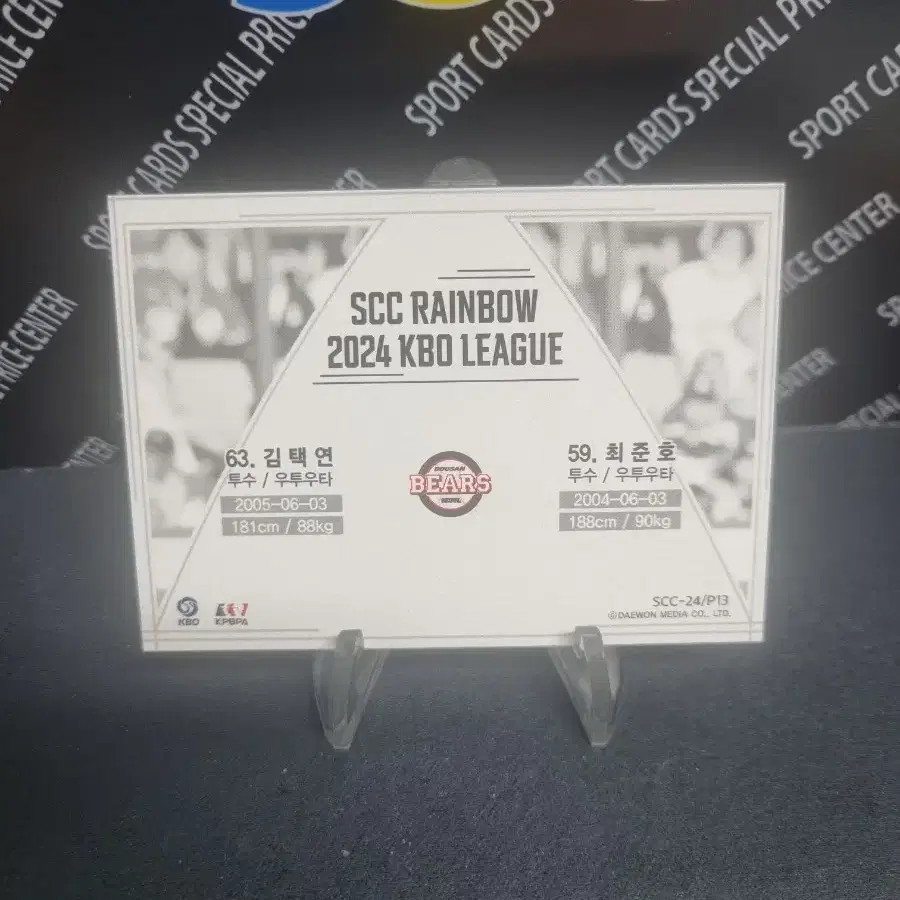 SPORT CARDS SPECIAL PRICE CENTER
SPORT CARDS SPECIAL PRICE
SPORT CARDS
PRICE CENTER
PRICE CENTER
SCC RAINBOW
2024 KBO LEAGUE
63. 김택연
투수 / 우투우타
2005-06-03
181cm / 88kg
DOOSAN
BEARS
59. 최준호
투수 / 우투우타
2004-06-03
188cm / 90kg
KBO
KPBPA
SCC-24/P13
©DAEWON MEDIA CO., LTD.